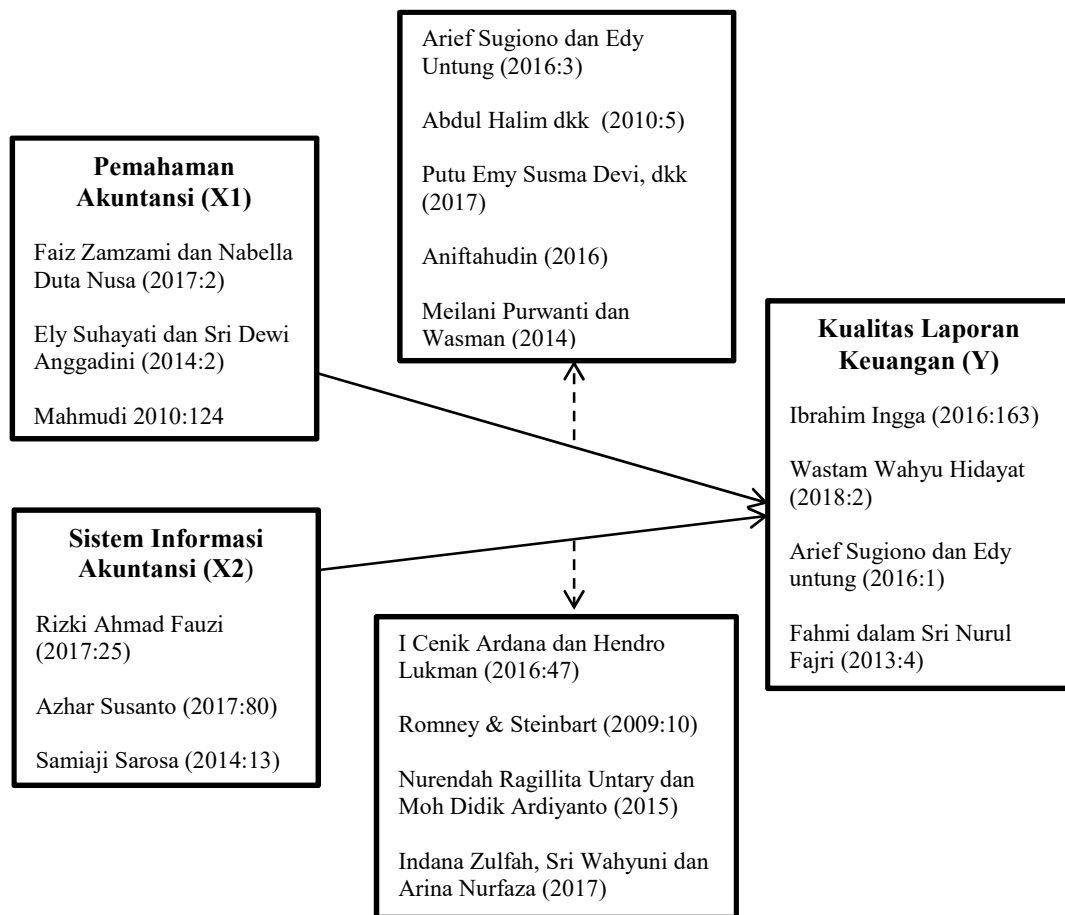 Pemahaman
Akuntansi (X1)
Faiz Zamzami dan Nabella
Duta Nusa (2017:2)
Ely Suhayati dan Sri Dewi
Anggadini (2014:2)
Mahmudi 2010:124
Arief Sugiono dan Edy
Untung (2016:3)
Abdul Halim dkk  (2010:5)
Putu Emy Susma Devi, dkk
(2017)
Aniftahudin (2016)
Meilani Purwanti dan
Wasman (2014)
Sistem Informasi
Akuntansi (X2)
Rizki Ahmad Fauzi
(2017:25)
Azhar Susanto (2017:80)
Samiaji Sarosa (2014:13)
I Cenik Ardana dan Hendro
Lukman (2016:47)
Romney & Steinbart (2009:10)
Nurendah Ragillita Untary dan
Moh Didik Ardiyanto (2015)
Indana Zulfah, Sri Wahyuni dan
Arina Nurfaza (2017)
Kualitas Laporan
Keuangan (Y)
Ibrahim Ingga (2016:163)
Wastam Wahyu Hidayat
(2018:2)
Arief Sugiono dan Edy
untung (2016:1)
Fahmi dalam Sri Nurul
Fajri (2013:4)